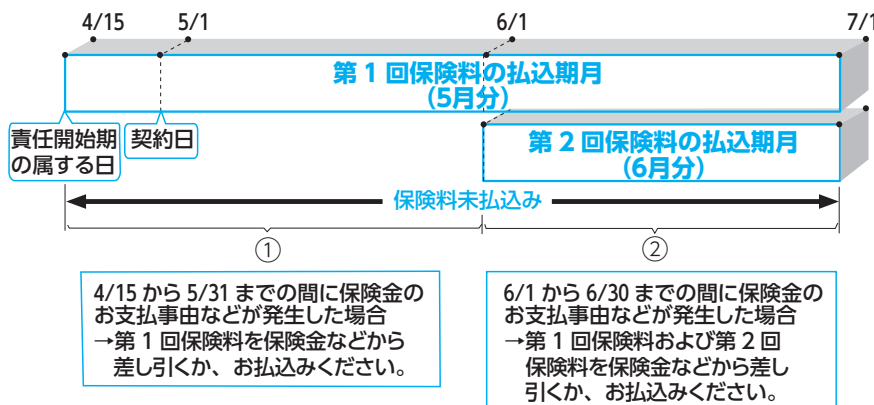 4/15
5/1
6/1
7/1
第1回保険料の払込期月
（5月分）
責任開始期
の属する日
契約日
第2回保険料の払込期月
（6月分）
保険料未払込み
①
②
4/15 から 5/31 までの間に保険金の
お支払事由などが発生した場合
→第1回保険料を保険金などから
差し引くか、お払込みください。
6/1 から 6/30 までの間に保険金の
お支払事由などが発生した場合
→第1回保険料および第2回
保険料を保険金などから差し
引くか、お払込みください。